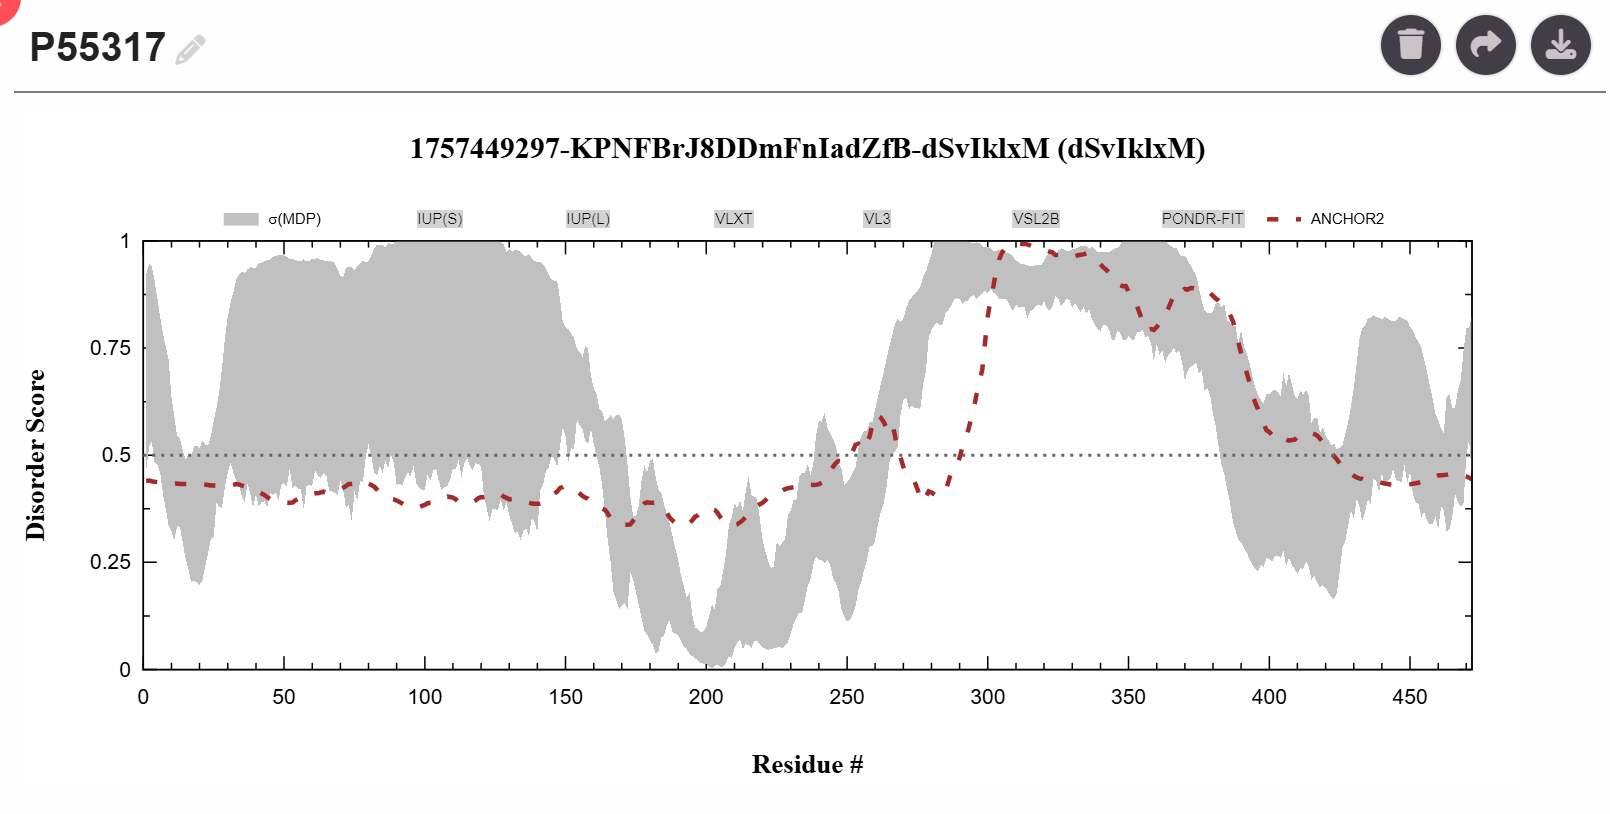 P55317
1757449297-KPNFBrJ8DDmFnIadZfB-dSvIklxM (dSvIklxM)
σ(MDP) IUP(S) IUP(L) VLXT VL3 VSL2B PONDR-FIT ANCHOR2
1
0.75
0.5
0.25
0
Disorder Score
0 50 100 150 200 250 300 350 400 450
Residue #